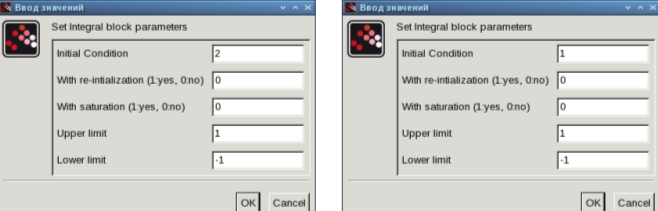 Ввод значений
Set Integral block parameters
Initial Condition 2
With re-intialization (1:yes, 0:no) 0
With saturation (1:yes, 0:no) 0
Upper limit 1
Lower limit -1
OK Cancel
Ввод значений
Set Integral block parameters
Initial Condition 1
With re-intialization (1:yes, 0:no) 0
With saturation (1:yes, 0:no) 0
Upper limit 1
Lower limit -1
OK Cancel